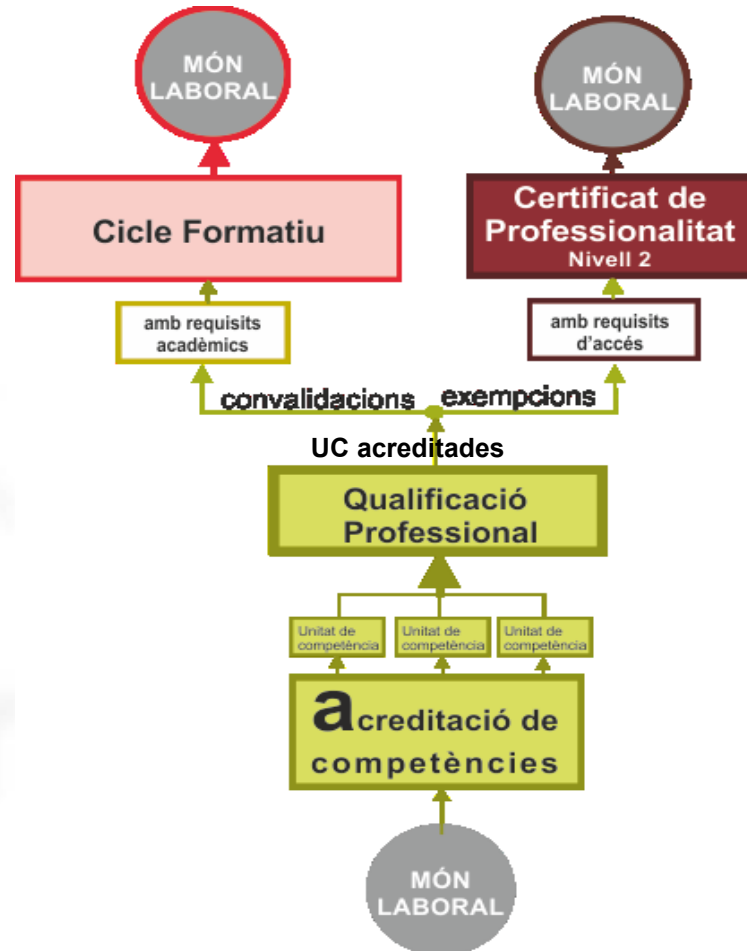 MÓN
LABORAL
MÓN
LABORAL
Cicle Formatiu
Certificat de
Professionalitat
Nivell 2
amb requisits
acadèmics
amb requisits
d'accés
convalidacions
exempcions
UC acreditades
Qualificació
Professional
Unitat de
competència
Unitat de
competència
Unitat de
competència
acreditació de
competències
MÓN
LABORAL